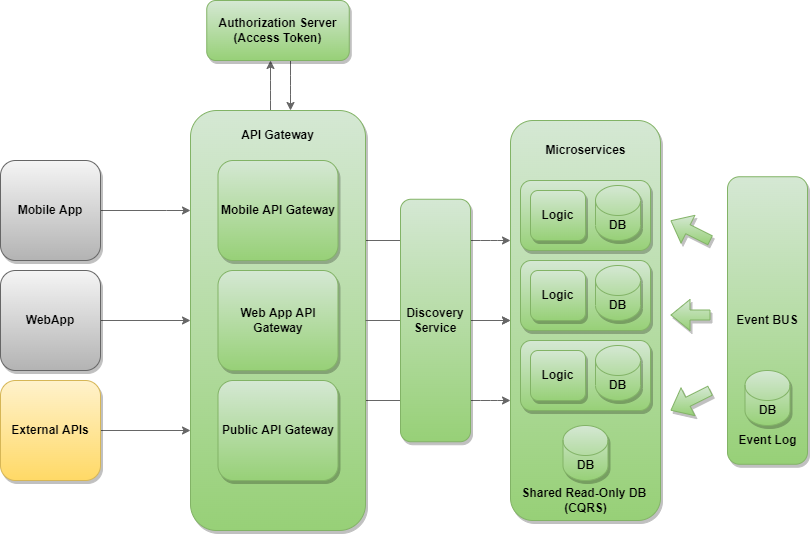 Authorization Server
(Access Token)
API Gateway
Mobile App
Mobile API Gateway
WebApp
Web App API
Gateway
External APIs
Public API Gateway
Discovery
Service
Microservices
Logic
DB
Logic
DB
Logic
DB
DB
Shared Read-Only DB
(CQRS)
Event BUS
DB
Event Log